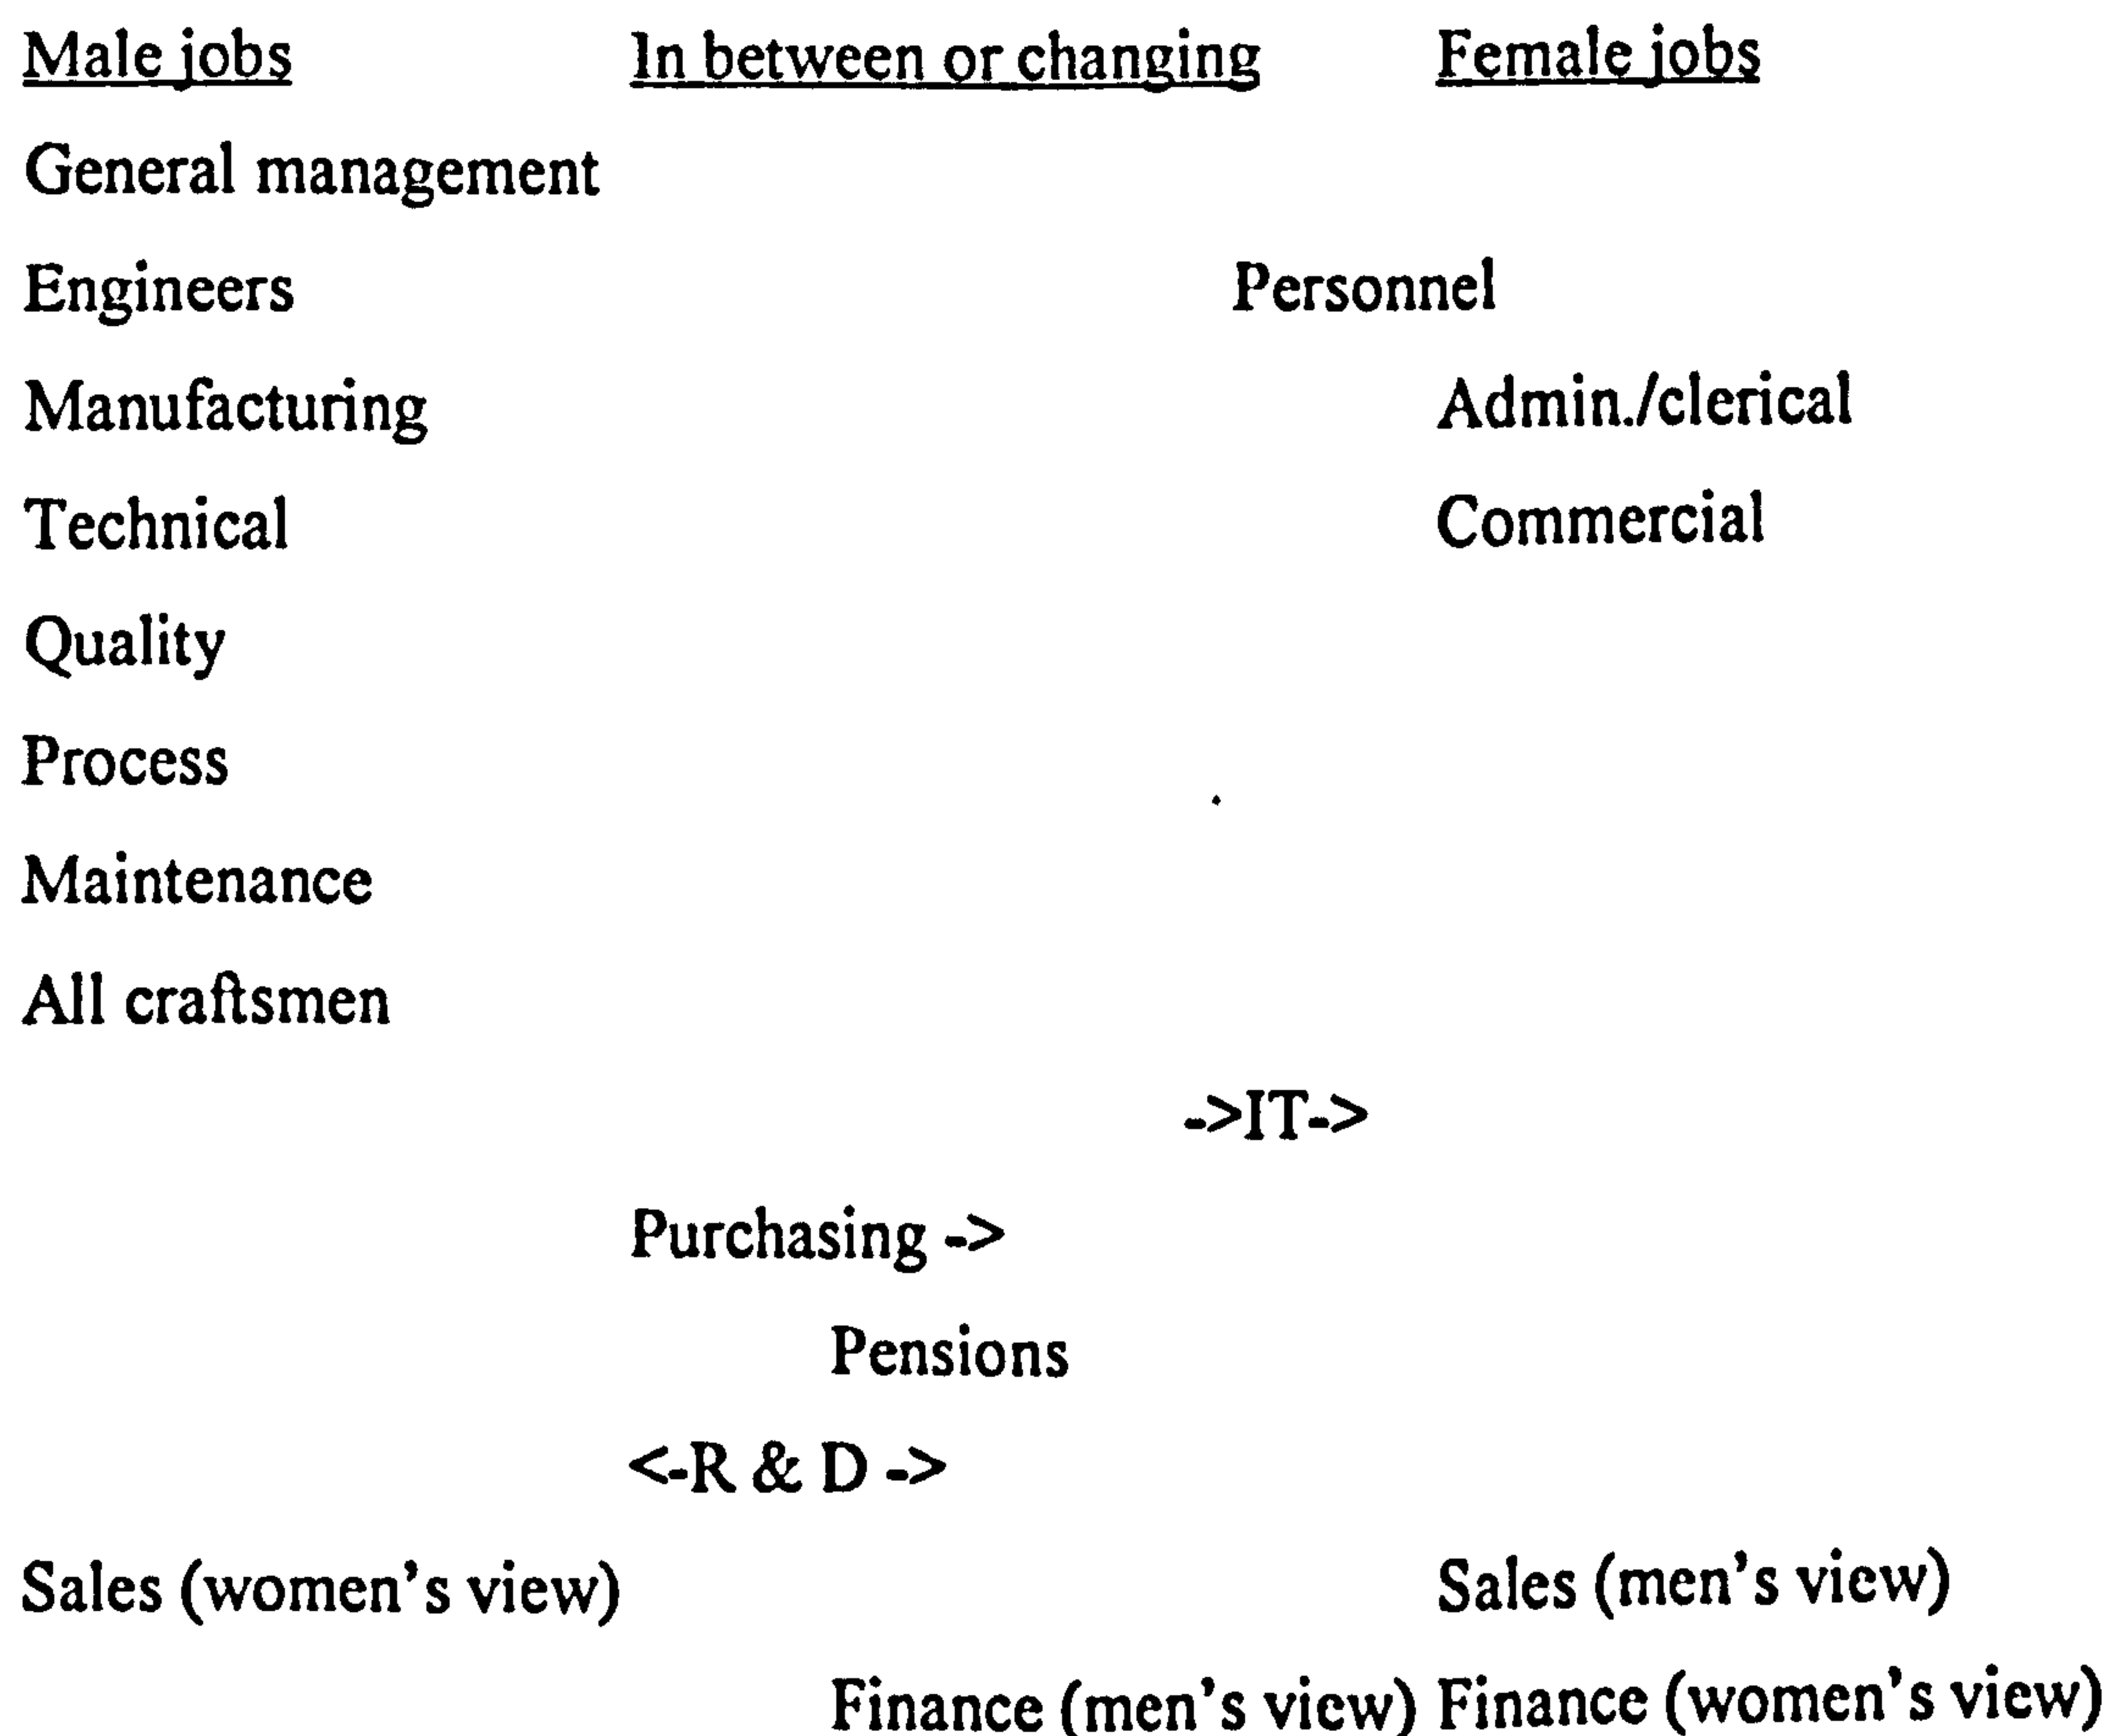 Male jobs In between or changing Female jobs
General management
Engineers Personnel
Manufacturing Admin./clerical
Technical Commercial
Quality
Process
Maintenance
All craftsmen
->IT->
Purchasing ->
Pensions
<-R & D ->
Sales (women's view) Sales (men's view)
Finance (men's view) Finance (women's view)